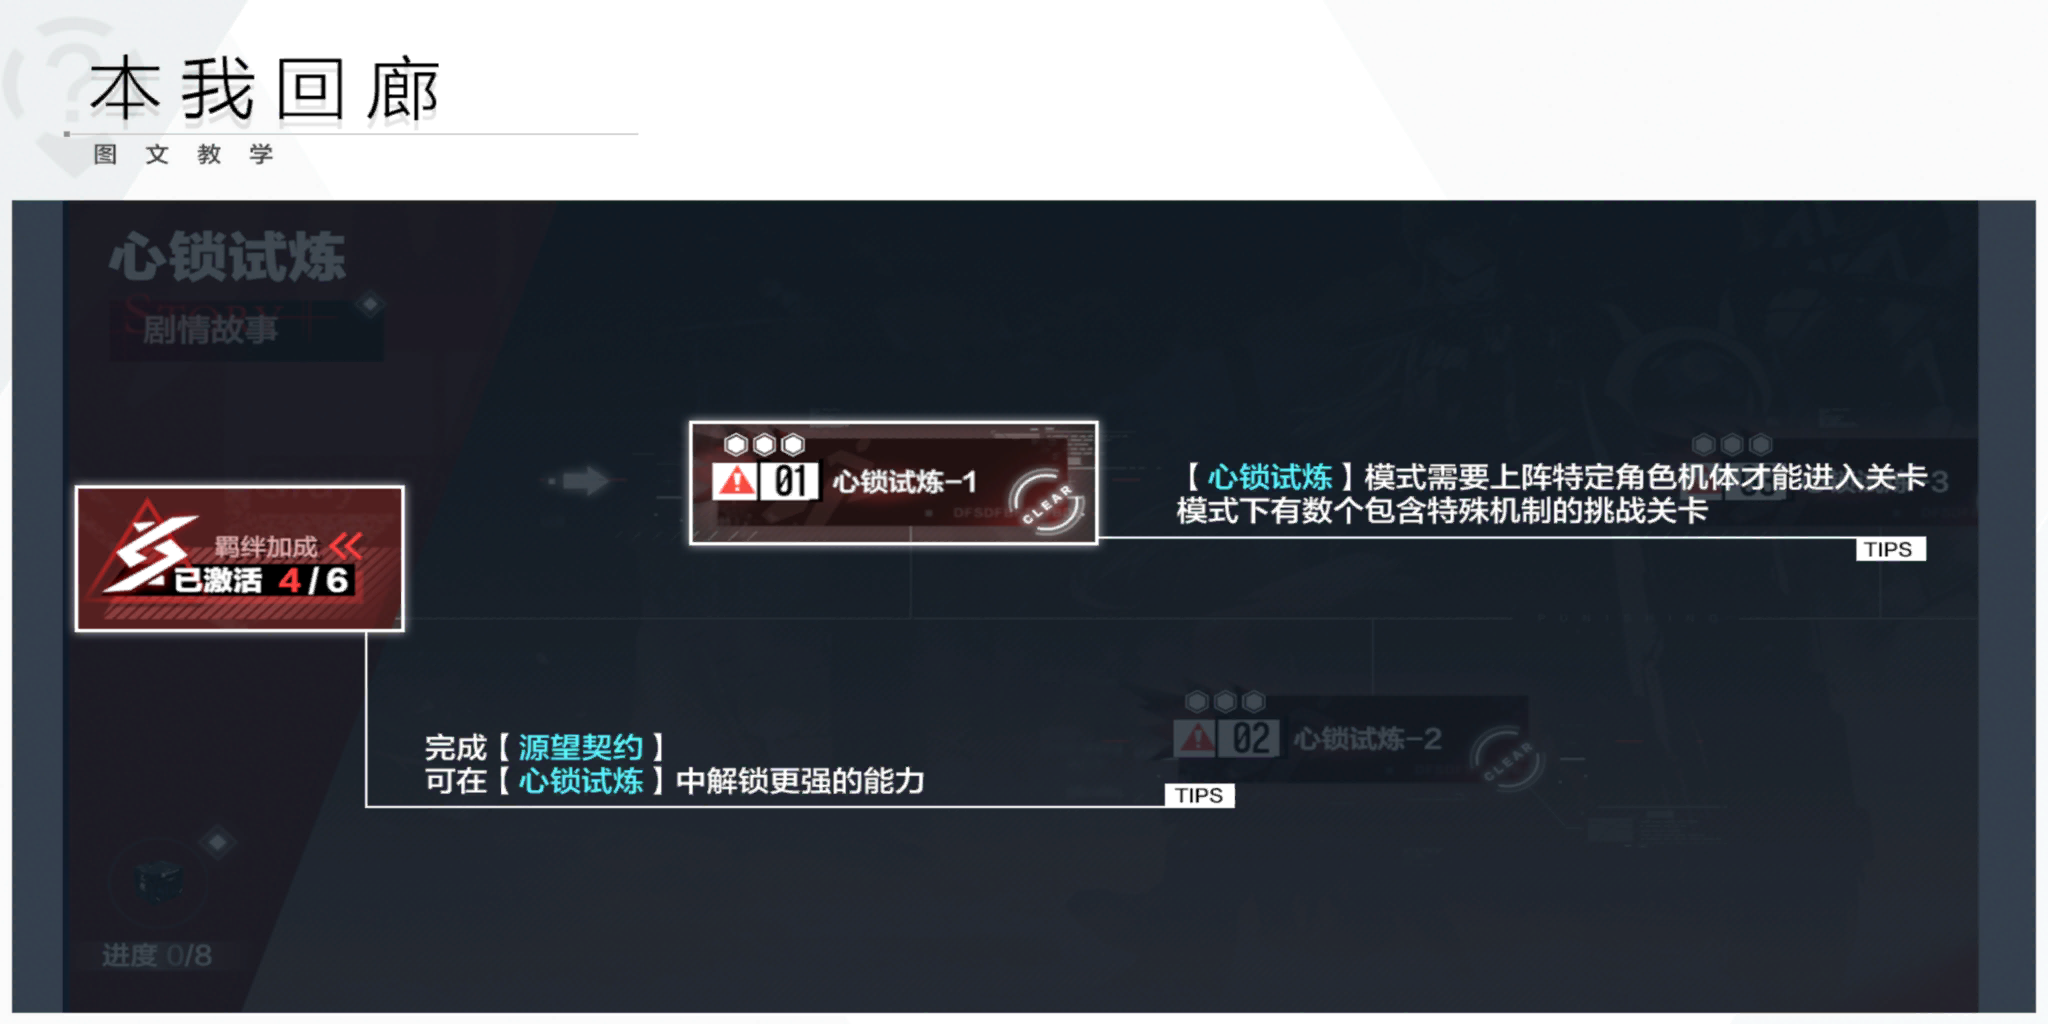 本我回廊
图文教学
心锁试炼
STORY
剧情故事
01 心锁试炼-1
CLEAR
【心锁试炼】模式需要上阵特定角色机体才能进入关卡
模式下有数个包含特殊机制的挑战关卡
TIPS
羁绊加成
已激活 4/6
完成【源望契约】
可在【心锁试炼】中解锁更强的能力
TIPS
02 心锁试炼-2
CLEAR
进度 0/8